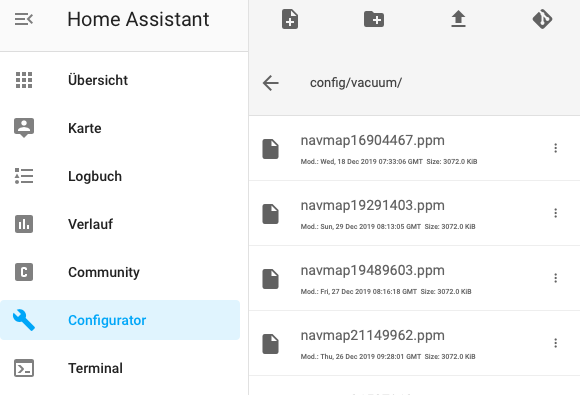 Home Assistant
Übersicht
Karte
Logbuch
Verlauf
Community
Configurator
Terminal
config/vacuum/
navmap16904467.ppm
Mod.: Wed, 18 Dec 2019 07:33:06 GMT Size: 3072.0 KiB
navmap19291403.ppm
Mod.: Sun, 29 Dec 2019 08:13:05 GMT Size: 3072.0 KiB
navmap19489603.ppm
Mod.: Fri, 27 Dec 2019 08:16:18 GMT Size: 3072.0 KiB
navmap21149962.ppm
Mod.: Thu, 26 Dec 2019 09:28:01 GMT Size: 3072.0 KiB